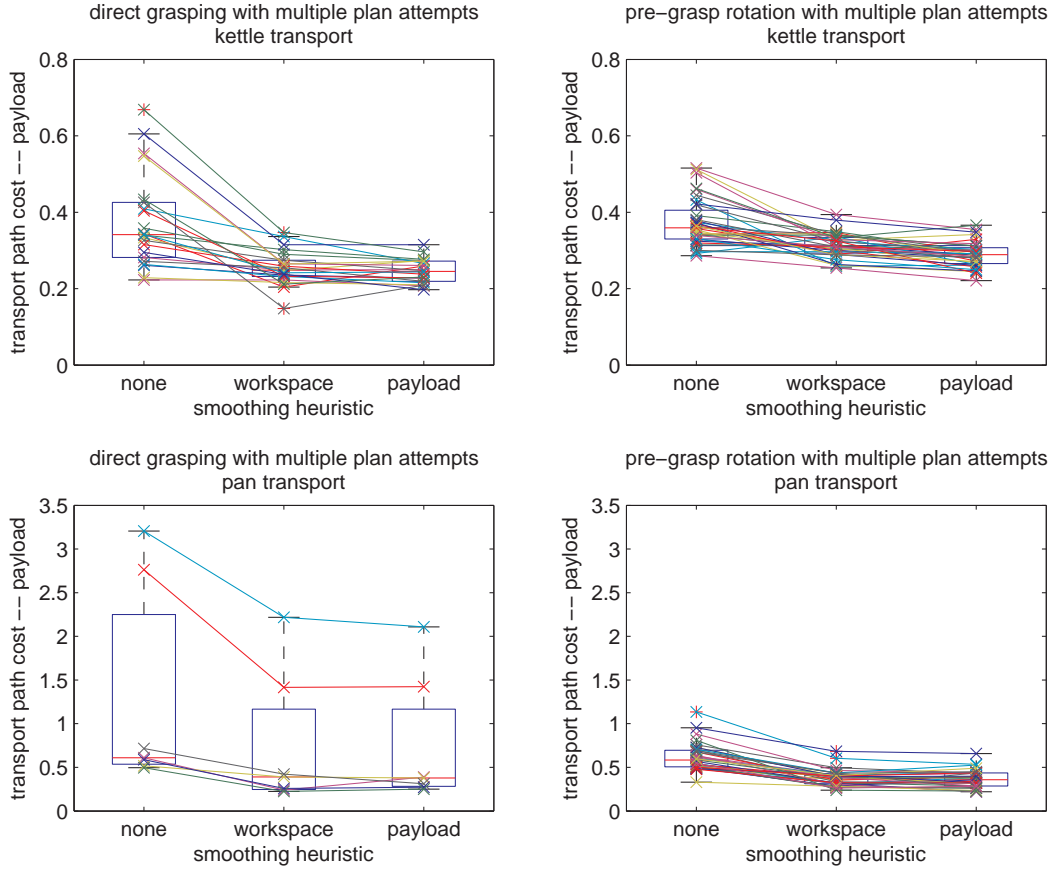 direct grasping with multiple plan attempts
kettle transport
transport path cost −− payload
0.8
0.6
0.4
0.2
0
none workspace payload
smoothing heuristic
pre−grasp rotation with multiple plan attempts
kettle transport
transport path cost −− payload
0.8
0.6
0.4
0.2
0
none workspace payload
smoothing heuristic
direct grasping with multiple plan attempts
pan transport
transport path cost −− payload
3.5
3
2.5
2
1.5
1
0.5
0
none workspace payload
smoothing heuristic
pre−grasp rotation with multiple plan attempts
pan transport
transport path cost −− payload
3.5
3
2.5
2
1.5
1
0.5
0
none workspace payload
smoothing heuristic